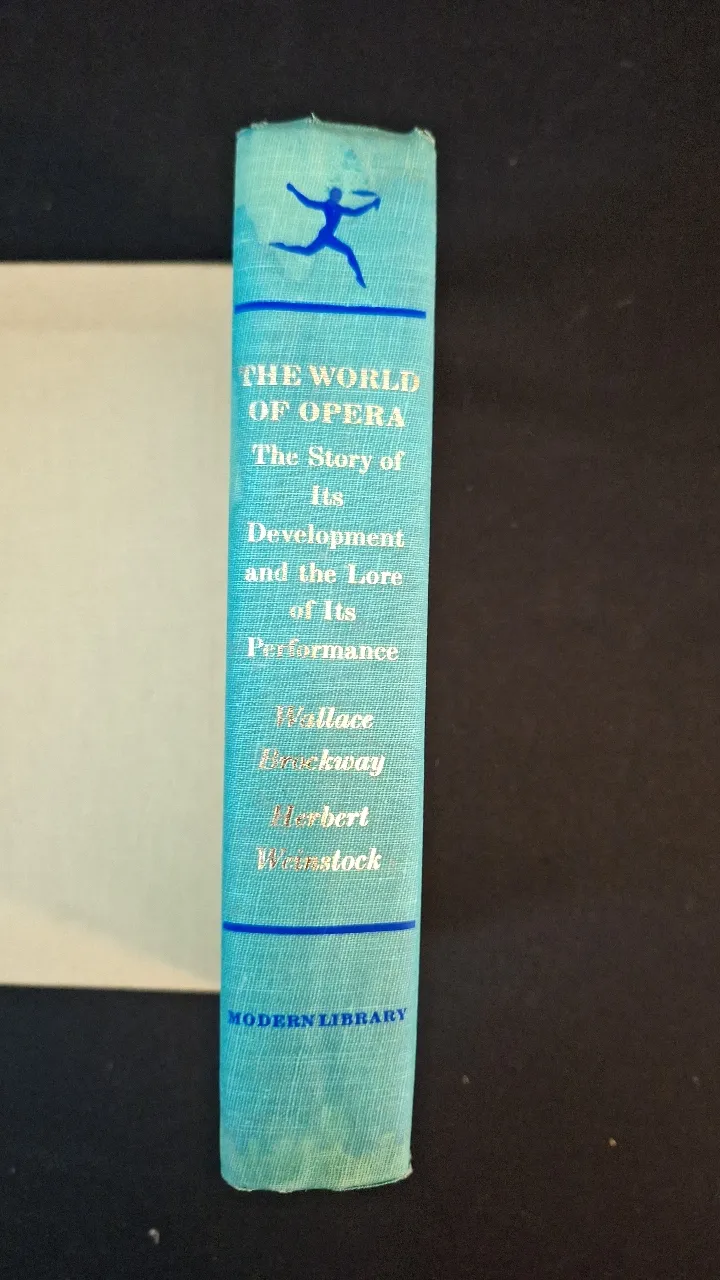 THE WORLD
OF OPERA
The Story of
Its
Development
and the Lore
of Its
Performance
Wallace
Brockway
Herbert
Weinstock
MODERN LIBRARY